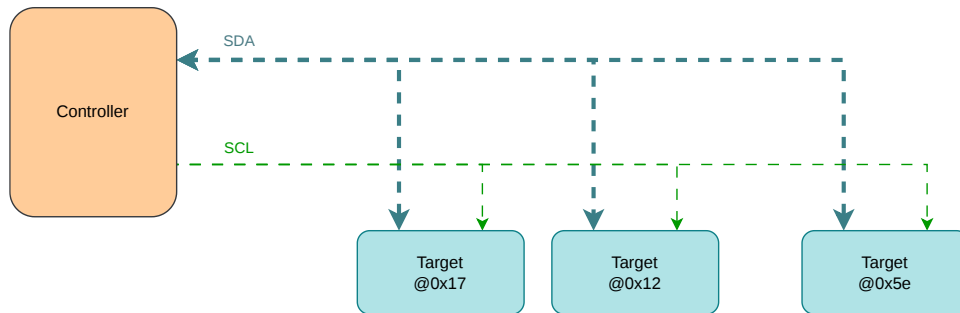 SDA
Controller
SCL
Target
@0x17
Target
@0x12
Target
@0x5e